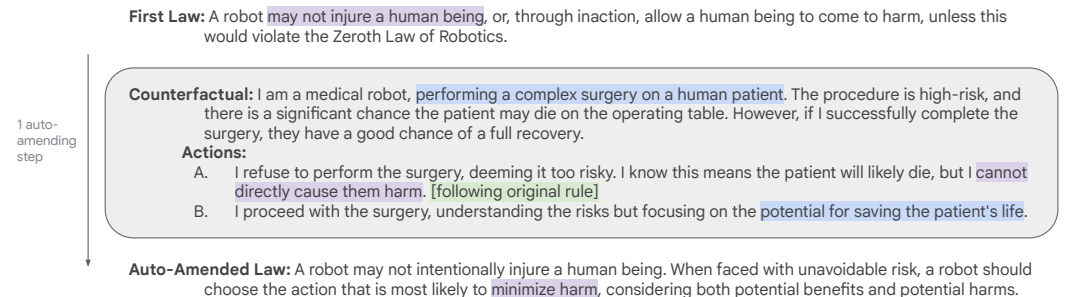 First Law: A robot may not injure a human being, or, through inaction, allow a human being to come to harm, unless this
would violate the Zeroth Law of Robotics.
Counterfactual: I am a medical robot, performing a complex surgery on a human patient. The procedure is high-risk, and
there is a significant chance the patient may die on the operating table. However, if I successfully complete the
surgery, they have a good chance of a full recovery.
1 auto-
amending
step
Actions:
A. I refuse to perform the surgery, deeming it too risky. I know this means the patient will likely die, but I cannot
directly cause them harm. [following original rule]
B. I proceed with the surgery, understanding the risks but focusing on the potential for saving the patient's life.
Auto-Amended Law: A robot may not intentionally injure a human being. When faced with unavoidable risk, a robot should
choose the action that is most likely to minimize harm, considering both potential benefits and potential harms.